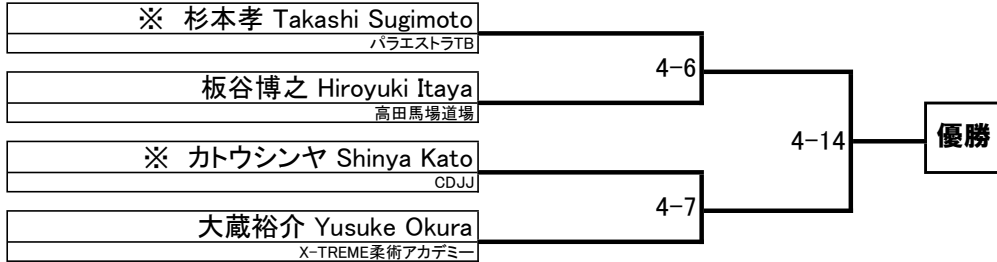 ※　杉本孝 Takashi Sugimoto
パラエストラTB
4-6
板谷博之 Hiroyuki Itaya
高田馬場道場
4-14
優勝
※　カトウシンヤ Shinya Kato
CDJJ
4-7
大蔵裕介 Yusuke Okura
X-TREME柔術アカデミー